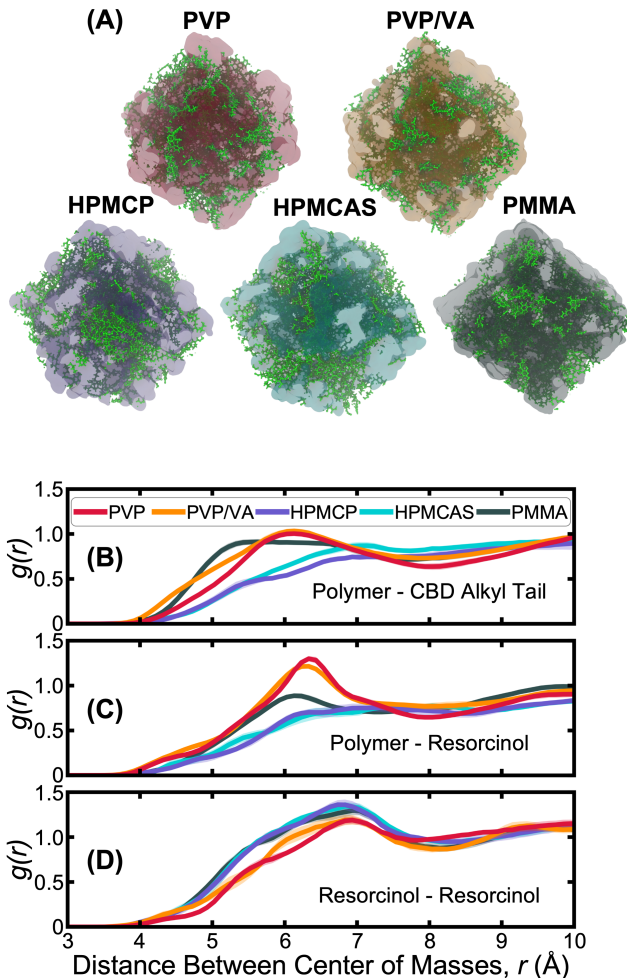 (A)
PVP
PVP/VA
HPMCP
HPMCAS
PMMA
1.5
PVP
PVP/VA
HPMCP
HPMCAS
PMMA
1.0
g(r)
(B)
0.5
Polymer - CBD Alkyl Tail
0
1.5
1.0
g(r)
(C)
0.5
Polymer - Resorcinol
0
1.5
1.0
g(r)
(D)
0.5
Resorcinol - Resorcinol
0
3 4 5 6 7 8 9 10
Distance Between Center of Masses, r (Å)